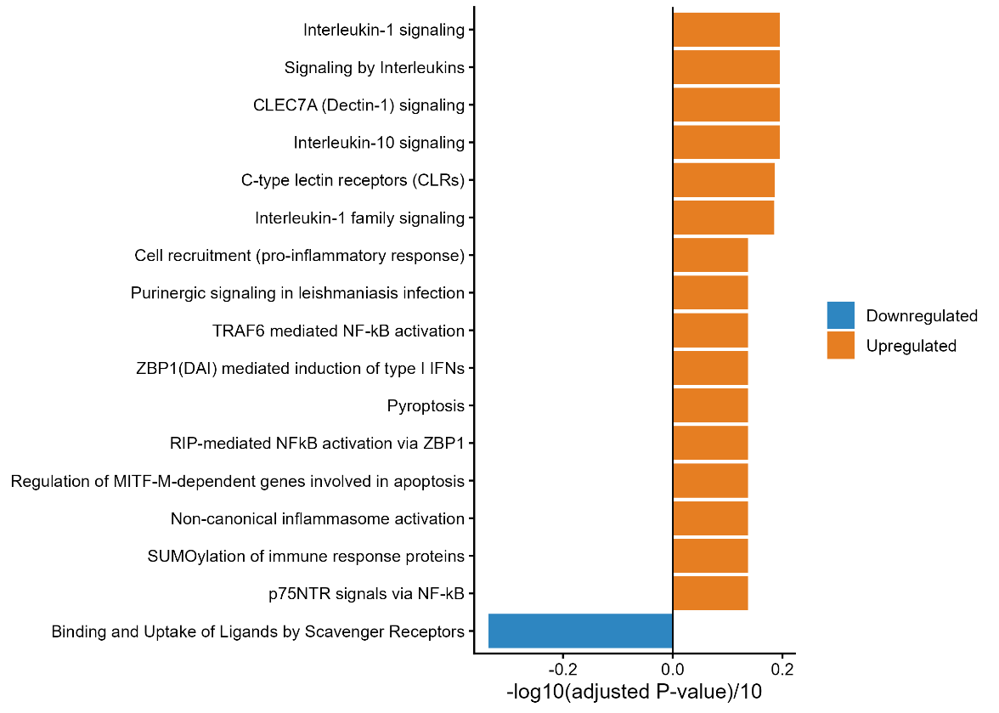 Interleukin-1 signaling
Signaling by Interleukins
CLEC7A (Dectin-1) signaling
Interleukin-10 signaling
C-type lectin receptors (CLRs)
Interleukin-1 family signaling
Cell recruitment (pro-inflammatory response)
Purinergic signaling in leishmaniasis infection
TRAF6 mediated NF-kB activation
ZBP1(DAI) mediated induction of type I IFNs
Pyroptosis
RIP-mediated NFkB activation via ZBP1
Regulation of MITF-M-dependent genes involved in apoptosis
Non-canonical inflammasome activation
SUMOylation of immune response proteins
p75NTR signals via NF-kB
Binding and Uptake of Ligands by Scavenger Receptors
-0.2 0.0 0.2
-log10(adjusted P-value)/10
Downregulated
Upregulated